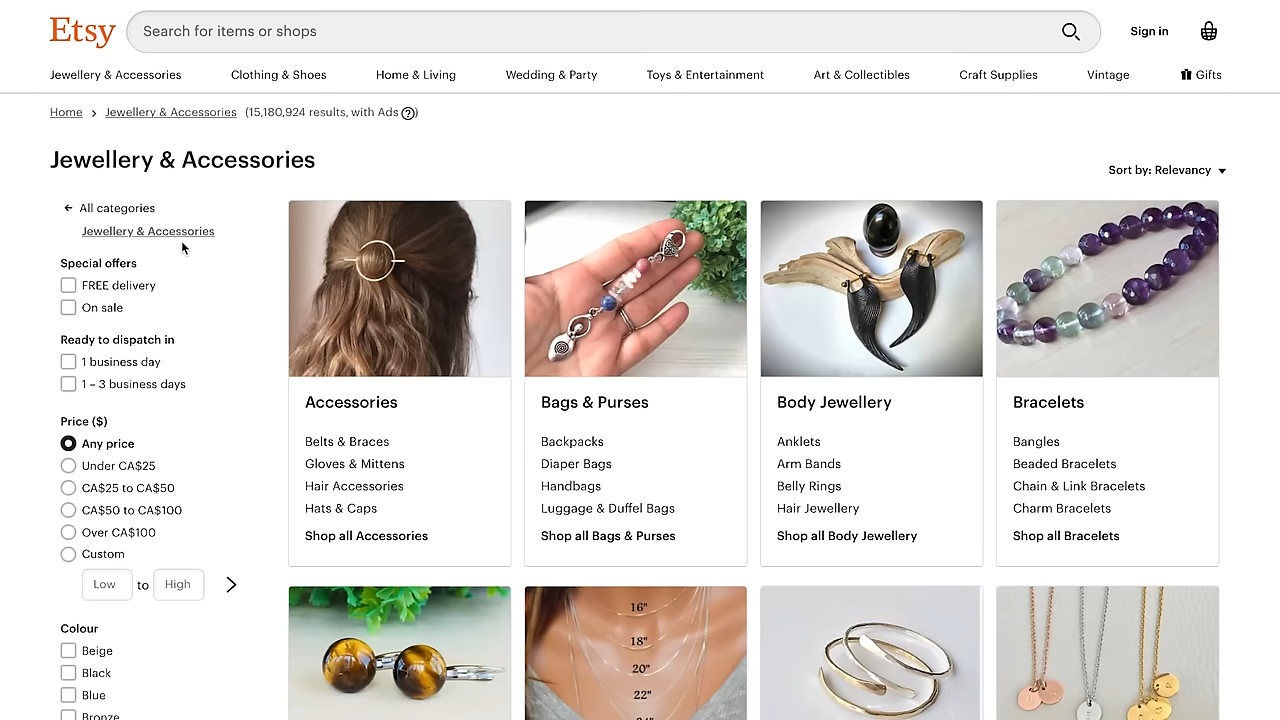 Etsy
Search for items or shops
Sign in
Jewellery & Accessories
Clothing & Shoes
Home & Living
Wedding & Party
Toys & Entertainment
Art & Collectibles
Craft Supplies
Vintage
Gifts
Home
Jewellery & Accessories
(15,180,924 results, with Ads ?)
Jewellery & Accessories
Sort by: Relevancy
All categories
Jewellery & Accessories
Special offers
FREE delivery
On sale
Ready to dispatch in
1 business day
1 – 3 business days
Price ($)
Any price
Under CA$25
CA$25 to CA$50
CA$50 to CA$100
Over CA$100
Custom
Low to High
Colour
Beige
Black
Blue
Bronze
Accessories
Belts & Braces
Gloves & Mittens
Hair Accessories
Hats & Caps
Shop all Accessories
Bags & Purses
Backpacks
Diaper Bags
Handbags
Luggage & Duffel Bags
Shop all Bags & Purses
Body Jewellery
Anklets
Arm Bands
Belly Rings
Hair Jewellery
Shop all Body Jewellery
Bracelets
Bangles
Beaded Bracelets
Chain & Link Bracelets
Charm Bracelets
Shop all Bracelets
16"
18"
20"
22"